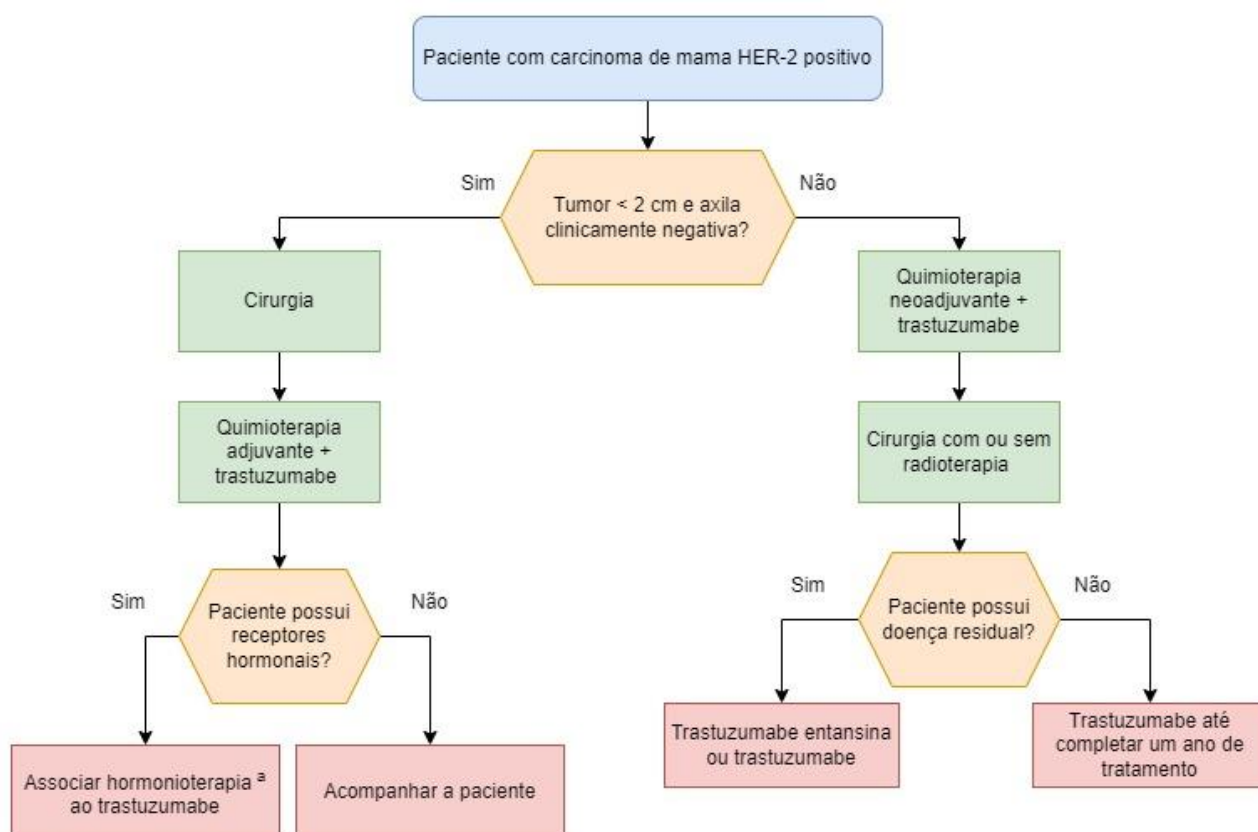 Paciente com carcinoma de mama HER-2 positivo
Sim
Não
Tumor < 2 cm e axila
clinicamente negativa?
Cirurgia
Quimioterapia
neoadjuvante +
trastuzumabe
Quimioterapia
adjuvante +
trastuzumabe
Cirurgia com ou sem
radioterapia
Sim
Não
Paciente possui
receptores
hormonais?
Sim
Não
Paciente possui
doença residual?
Associar hormonioterapia ª
ao trastuzumabe
Acompanhar a paciente
Trastuzumabe entansina
ou trastuzumabe
Trastuzumabe até
completar um ano de
tratamento